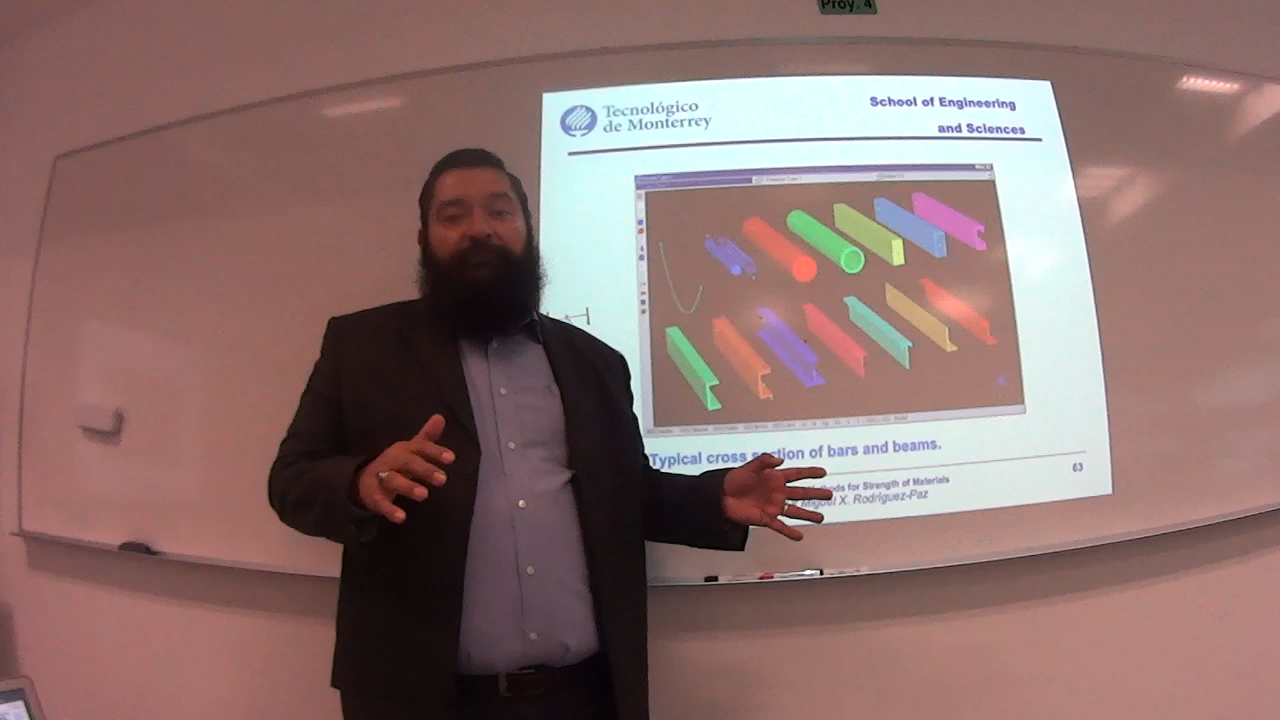 Proy. 4
Tecnológico
de Monterrey
School of Engineering
and Sciences
Typical cross section of bars and beams.
63
for Strength of Materials
Miguel X. Rodríguez-Paz